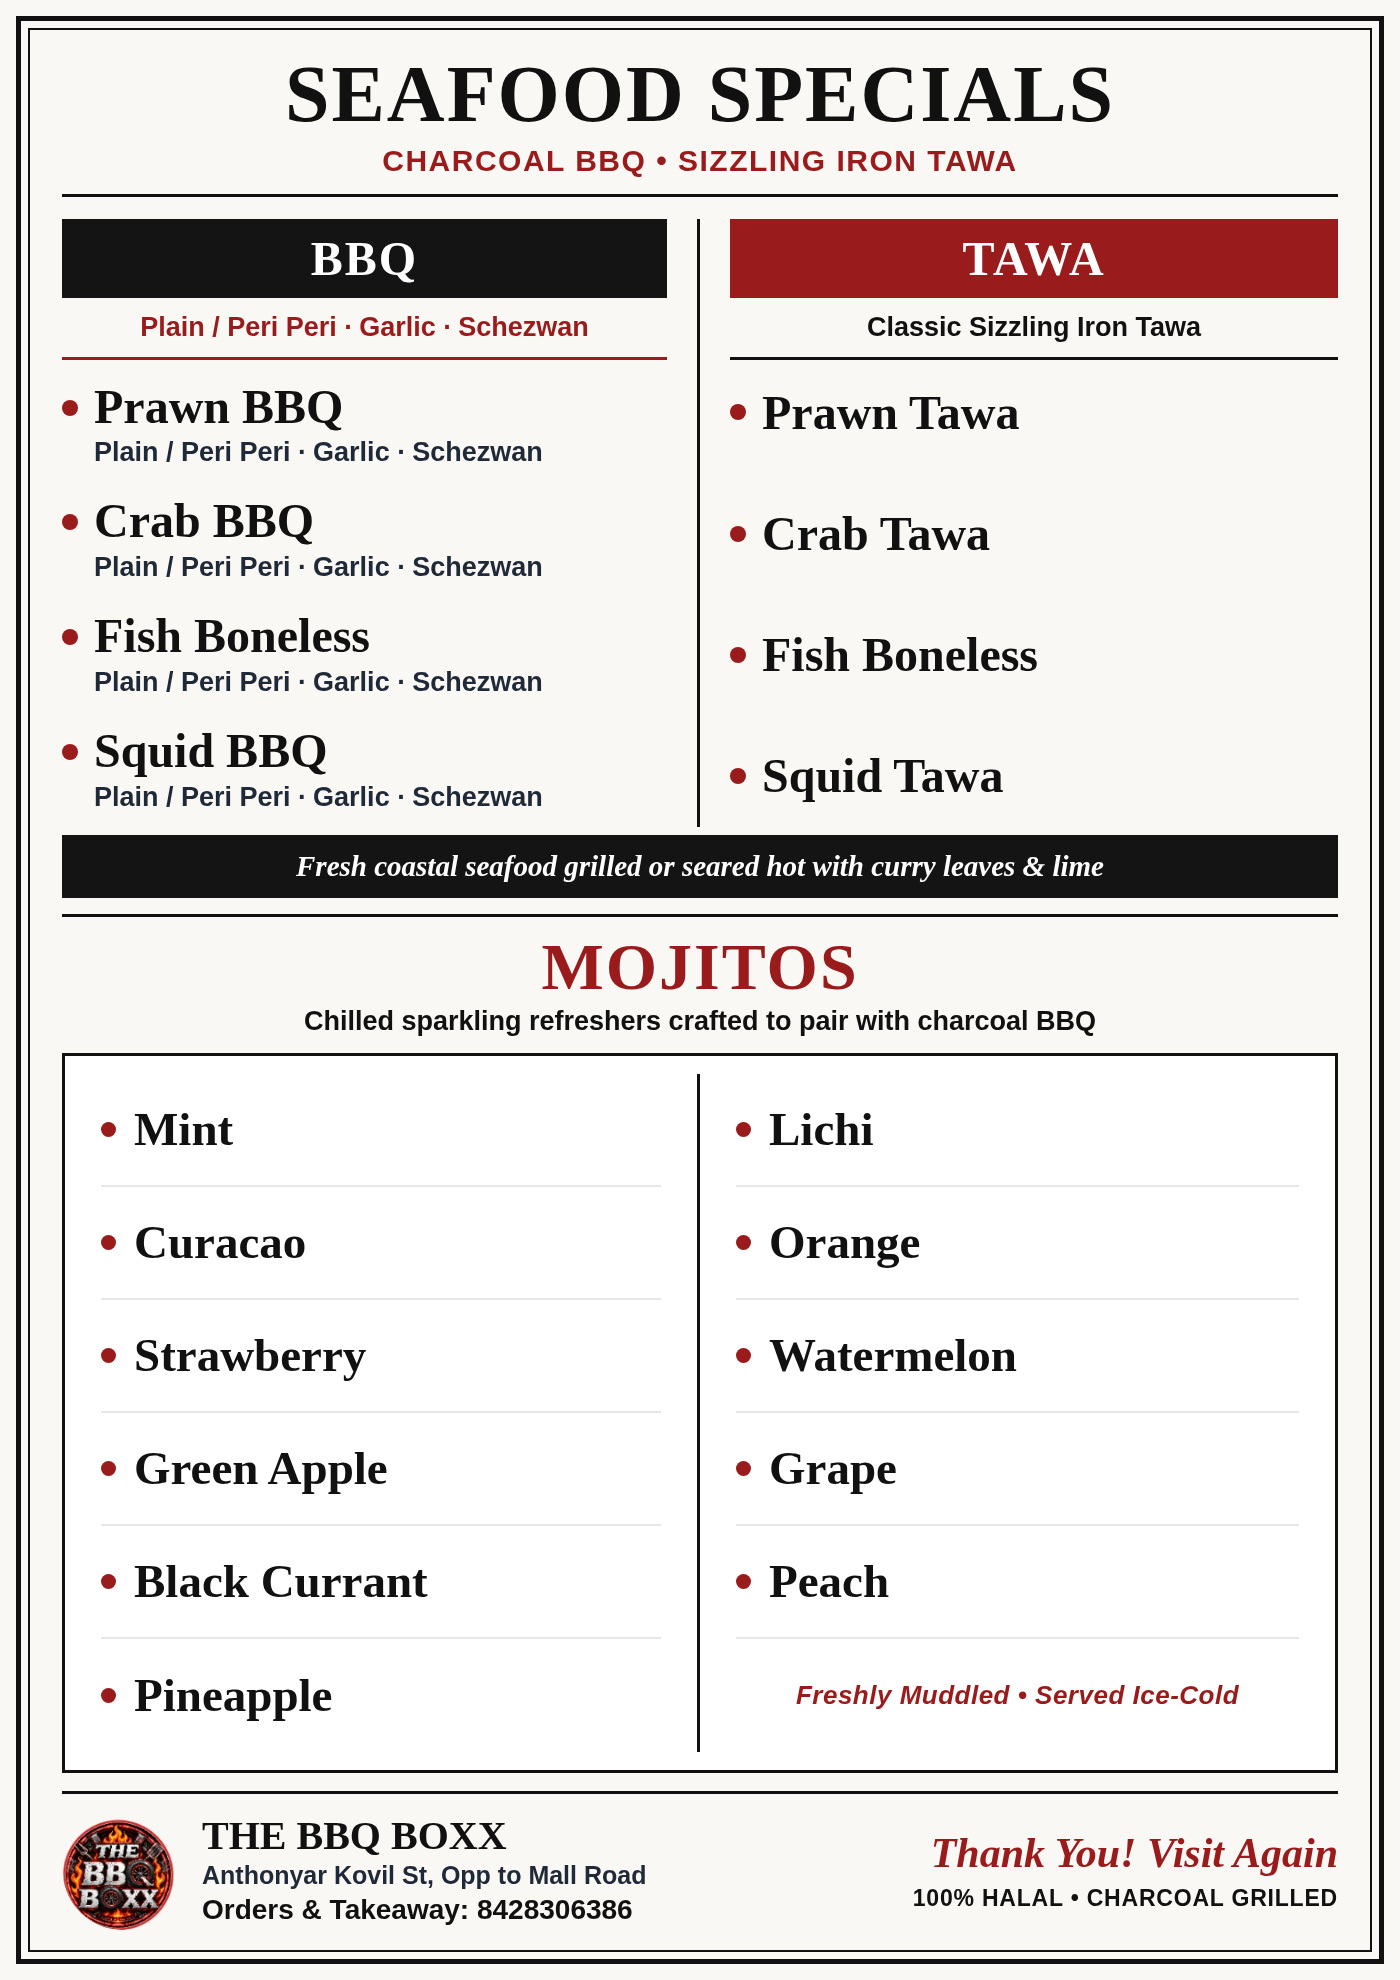 SEAFOOD SPECIALS
CHARCOAL BBQ • SIZZLING IRON TAWA
BBQ
Plain / Peri Peri · Garlic · Schezwan
• Prawn BBQ
Plain / Peri Peri · Garlic · Schezwan
• Crab BBQ
Plain / Peri Peri · Garlic · Schezwan
• Fish Boneless
Plain / Peri Peri · Garlic · Schezwan
• Squid BBQ
Plain / Peri Peri · Garlic · Schezwan
TAWA
Classic Sizzling Iron Tawa
• Prawn Tawa
• Crab Tawa
• Fish Boneless
• Squid Tawa
Fresh coastal seafood grilled or seared hot with curry leaves & lime
MOJITOS
Chilled sparkling refreshers crafted to pair with charcoal BBQ
• Mint
• Curacao
• Strawberry
• Green Apple
• Black Currant
• Pineapple
• Lichi
• Orange
• Watermelon
• Grape
• Peach
Freshly Muddled • Served Ice-Cold
THE
BBQ
BOXX
THE BBQ BOXX
Anthonyar Kovil St, Opp to Mall Road
Orders & Takeaway: 8428306386
Thank You! Visit Again
100% HALAL • CHARCOAL GRILLED